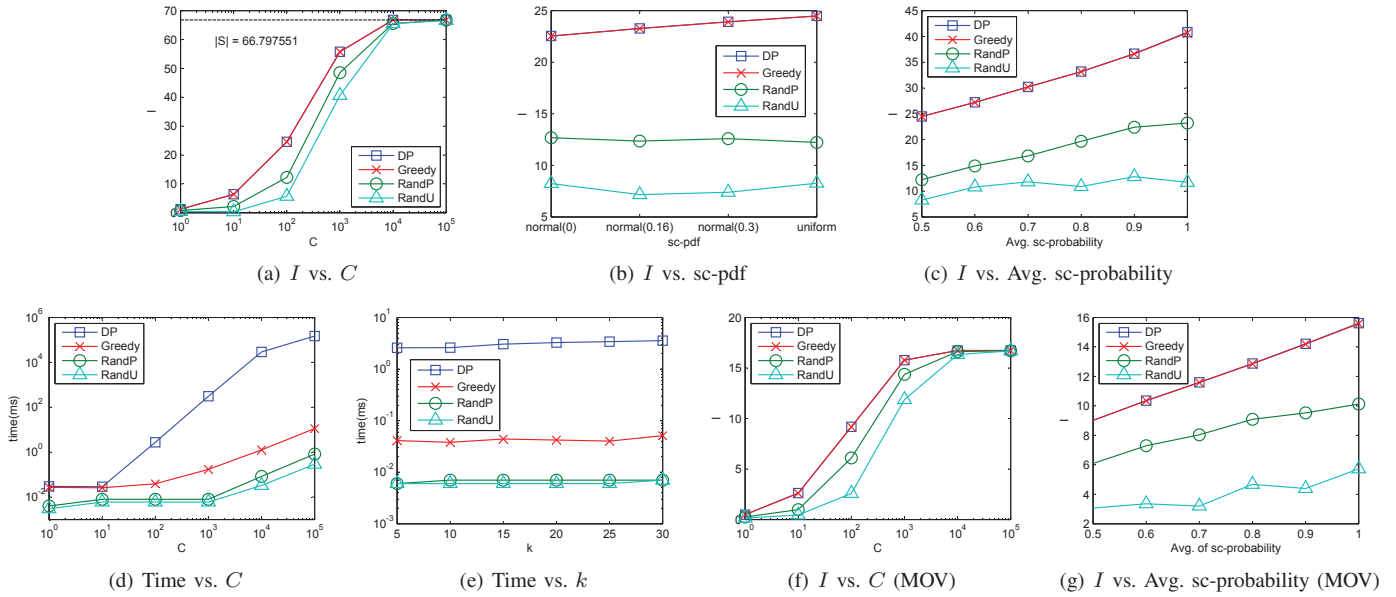 70
60
50
40
30
20
10
0
I
|S| = 66.797551
DP
Greedy
RandP
RandU
10^0 10^1 10^2 10^3 10^4 10^5
C
(a) I vs. C
25
20
15
10
5
I
DP
Greedy
RandP
RandU
normal(0) normal(0.16) normal(0.3) uniform
sc-pdf
(b) I vs. sc-pdf
45
40
35
30
25
20
15
10
5
I
DP
Greedy
RandP
RandU
0.5 0.6 0.7 0.8 0.9 1
Avg. sc-probability
(c) I vs. Avg. sc-probability
10^6
10^4
10^2
10^0
10^-2
time(ms)
DP
Greedy
RandP
RandU
10^0 10^1 10^2 10^3 10^4 10^5
C
(d) Time vs. C
10^1
10^0
10^-1
10^-2
10^-3
time(ms)
DP
Greedy
RandP
RandU
5 10 15 20 25 30
k
(e) Time vs. k
20
15
10
5
0
I
DP
Greedy
RandP
RandU
10^0 10^1 10^2 10^3 10^4 10^5
C
(f) I vs. C (MOV)
16
14
12
10
8
6
4
2
I
DP
Greedy
RandP
RandU
0.5 0.6 0.7 0.8 0.9 1
Avg. of sc-probability
(g) I vs. Avg. sc-probability (MOV)